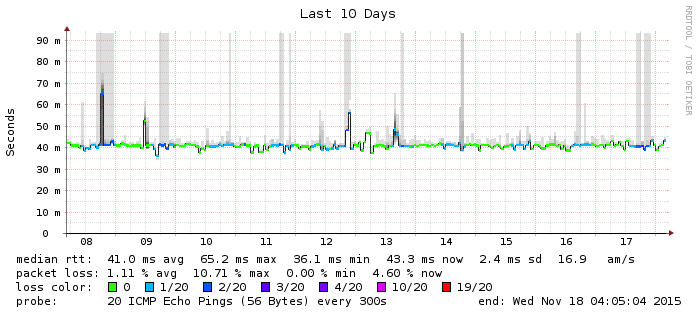 Last 10 Days
RRDTOOL / TOBI OETIKER
Seconds
90 m
80 m
70 m
60 m
50 m
40 m
30 m
20 m
10 m
0
08 09 10 11 12 13 14 15 16 17
median rtt: 41.0 ms avg 65.2 ms max 36.1 ms min 43.3 ms now 2.4 ms sd 16.9 am/s
packet loss: 1.11 % avg 10.71 % max 0.00 % min 4.60 % now
loss color: 0 1/20 2/20 3/20 4/20 10/20 19/20
probe: 20 ICMP Echo Pings (56 Bytes) every 300s end: Wed Nov 18 04:05:04 2015